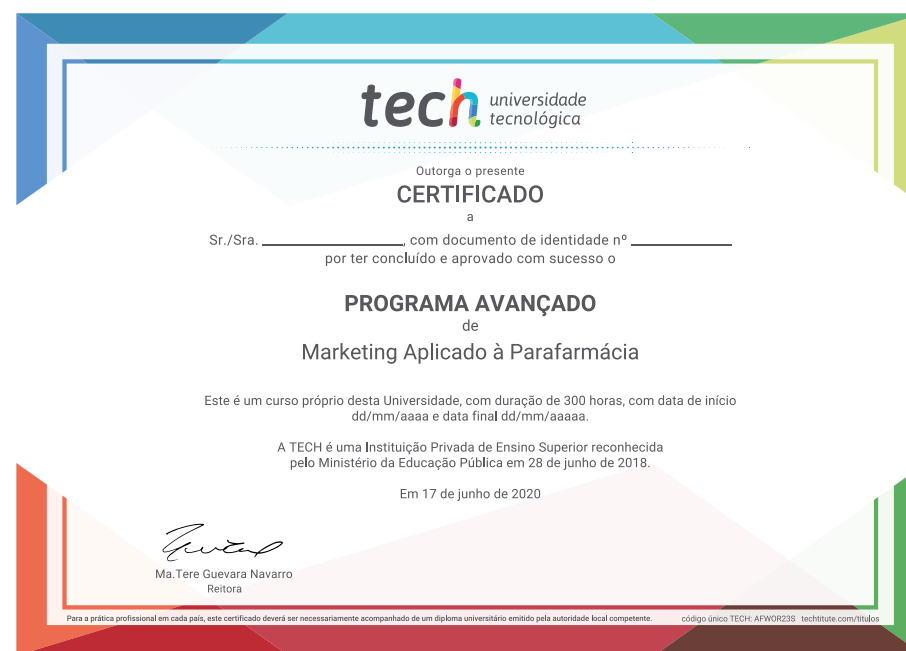 tech universidade
tecnológica
Outorga o presente
CERTIFICADO
a
Sr./Sra. ________________, com documento de identidade nº ____________
por ter concluído e aprovado com sucesso o
PROGRAMA AVANÇADO
de
Marketing Aplicado à Parafarmácia
Este é um curso próprio desta Universidade, com duração de 300 horas, com data de início
dd/mm/aaaa e data final dd/mm/aaaaa.
A TECH é uma Instituição Privada de Ensino Superior reconhecida
pelo Ministério da Educação Pública em 28 de junho de 2018.
Em 17 de junho de 2020
Ma.Tere Guevara Navarro
Reitora
Para a prática profissional em cada país, este certificado deverá ser necessariamente acompanhado de um diploma universitário emitido pela autoridade local competente. código único TECH: AFWOR23S techtitute.com/titulos